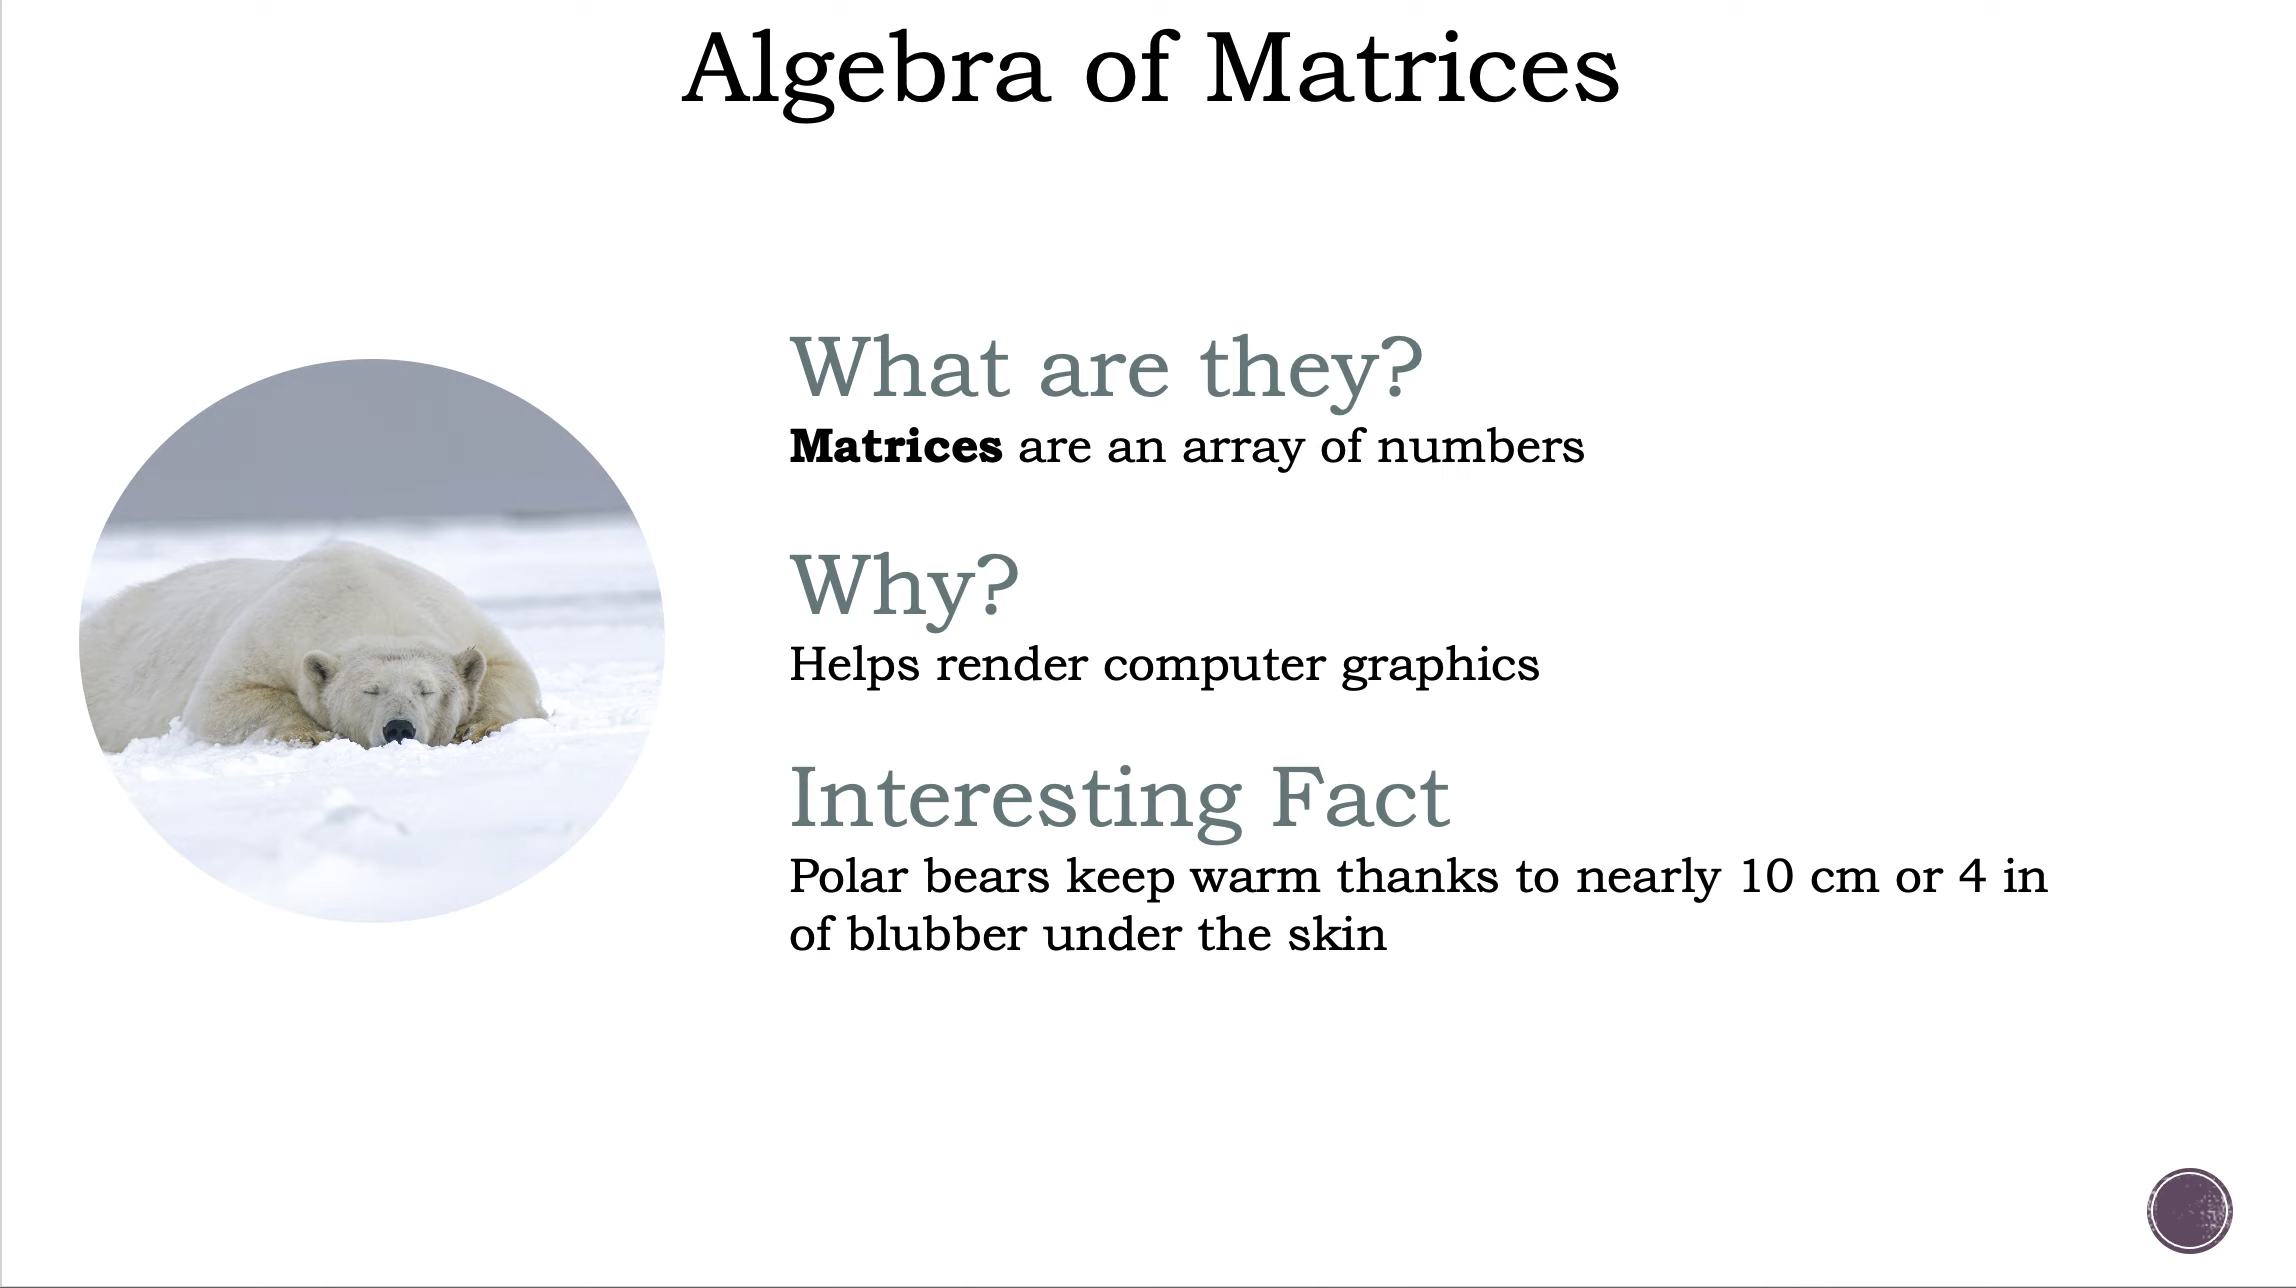 Algebra of Matrices
What are they?
Matrices are an array of numbers
Why?
Helps render computer graphics
Interesting Fact
Polar bears keep warm thanks to nearly 10 cm or 4 in
of blubber under the skin